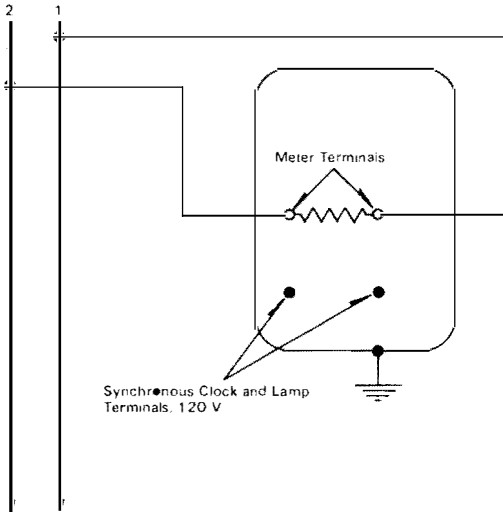 2 1
Meter Terminals
Synchronous Clock and Lamp
Terminals, 120 V